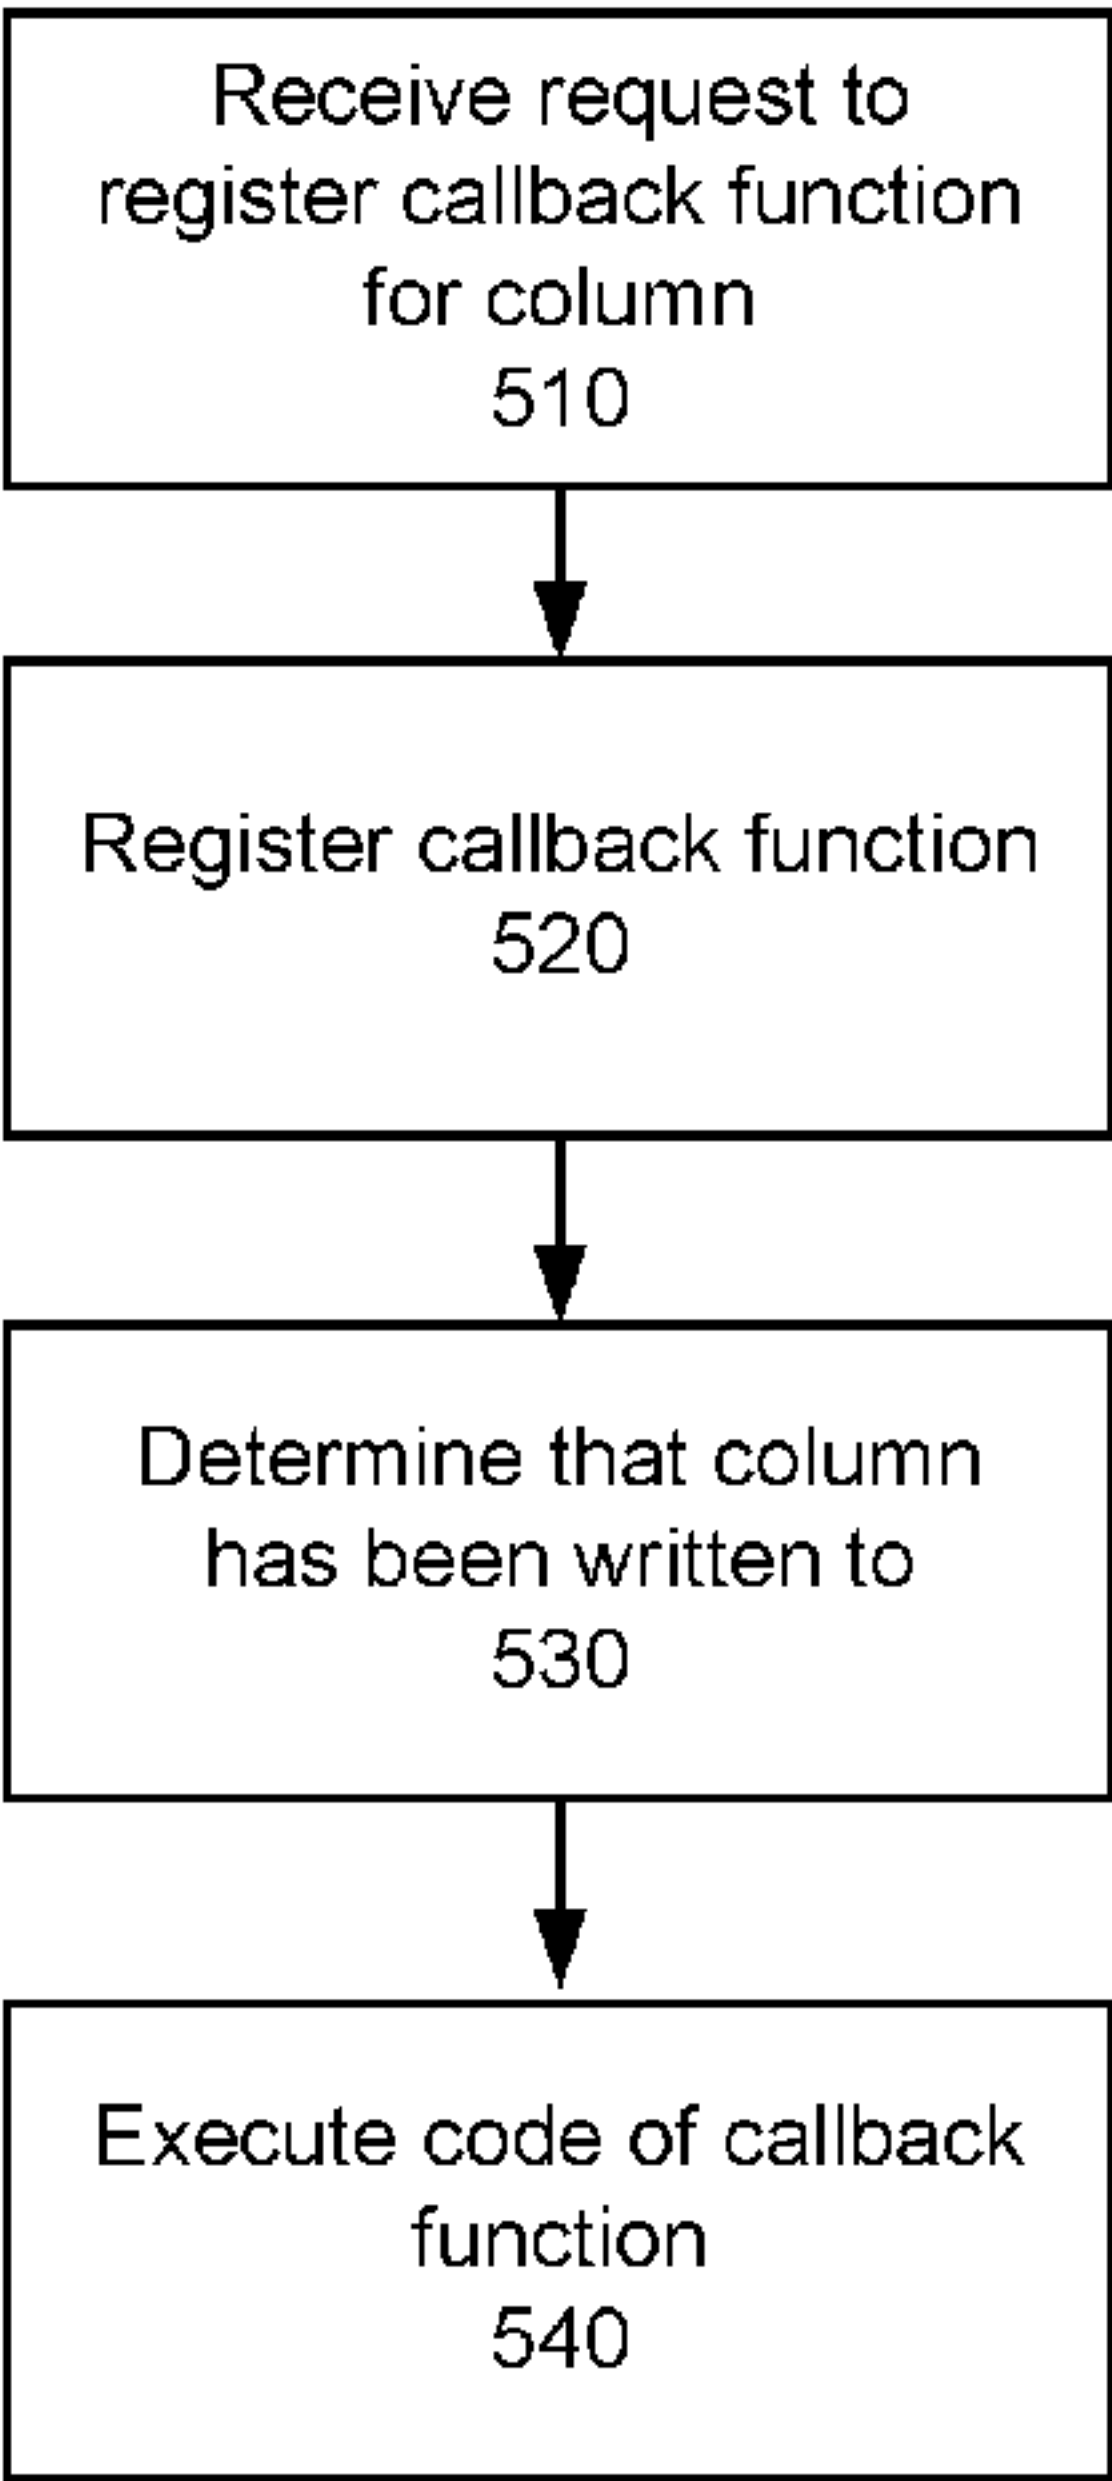 Receive request to
register callback function
for column
510
Register callback function
520
Determine that column
has been written to
530
Execute code of callback
function
540